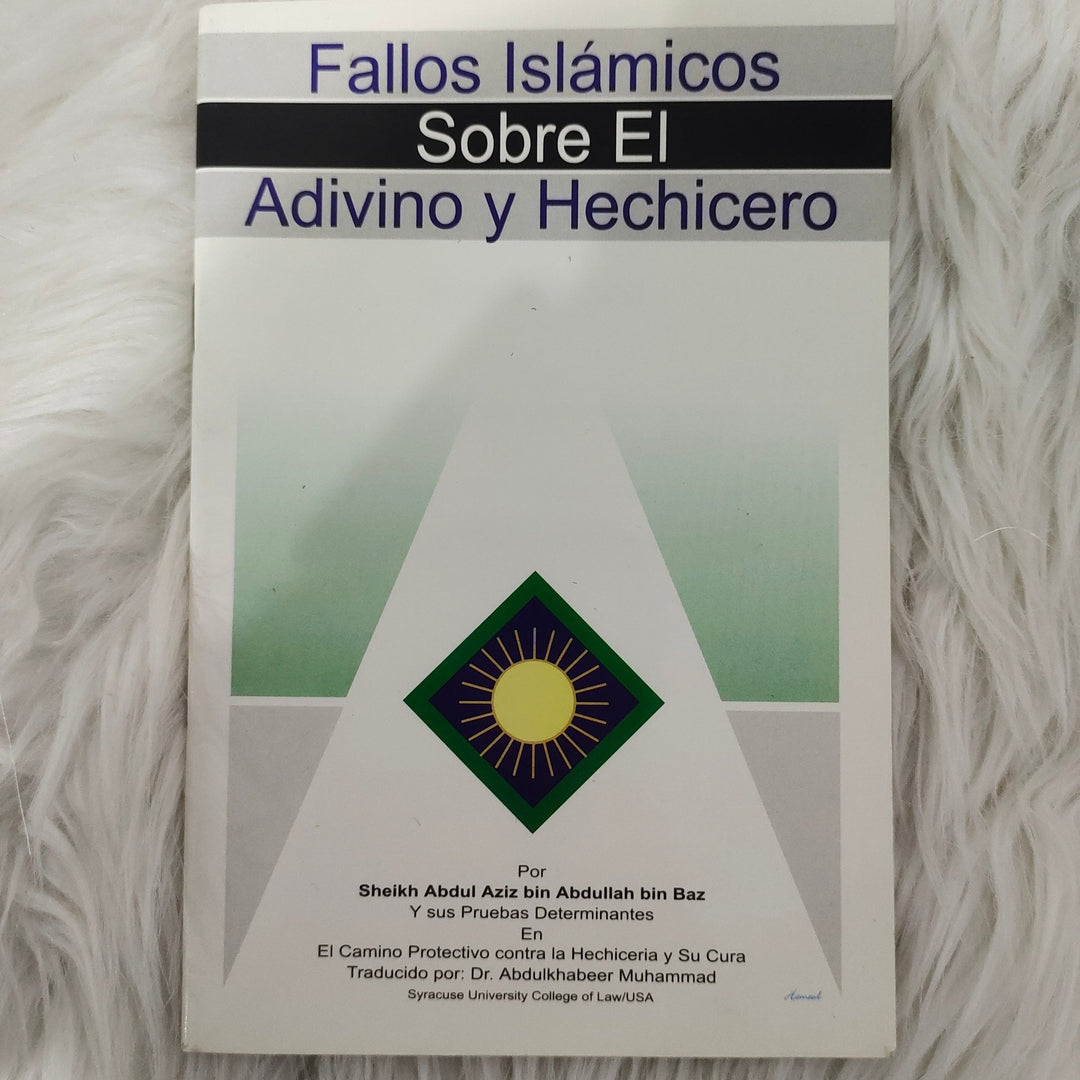 Fallos Islámicos
Sobre El
Adivino y Hechicero
Por
Sheikh Abdul Aziz bin Abdullah bin Baz
Y sus Pruebas Determinantes
En
El Camino Protectivo contra la Hechiceria y Su Cura
Traducido por: Dr. Abdulkhabeer Muhammad
Syracuse University College of Law/USA